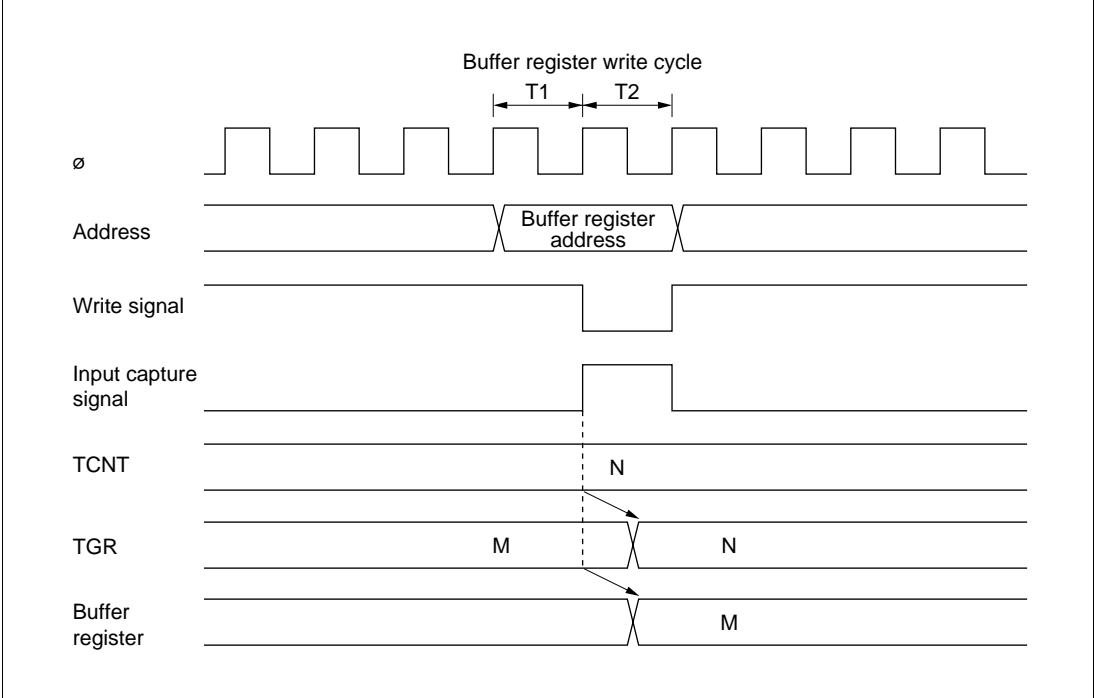 Buffer register write cycle
T1 T2
ø
Address
Buffer register
address
Write signal
Input capture
signal
TCNT
N
TGR
M N
Buffer
register
M